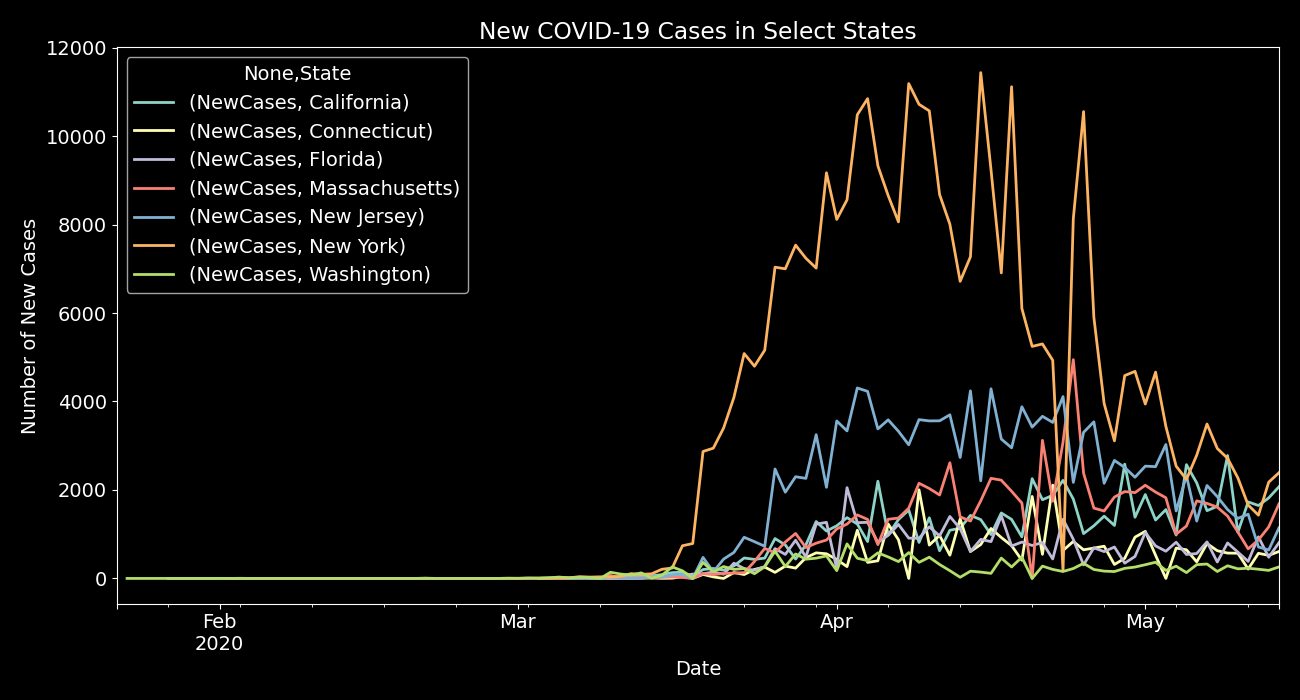 New COVID-19 Cases in Select States
12000
10000
8000
6000
4000
2000
0
Number of New Cases
None,State
(NewCases, California)
(NewCases, Connecticut)
(NewCases, Florida)
(NewCases, Massachusetts)
(NewCases, New Jersey)
(NewCases, New York)
(NewCases, Washington)
Feb Mar Apr May
2020
Date